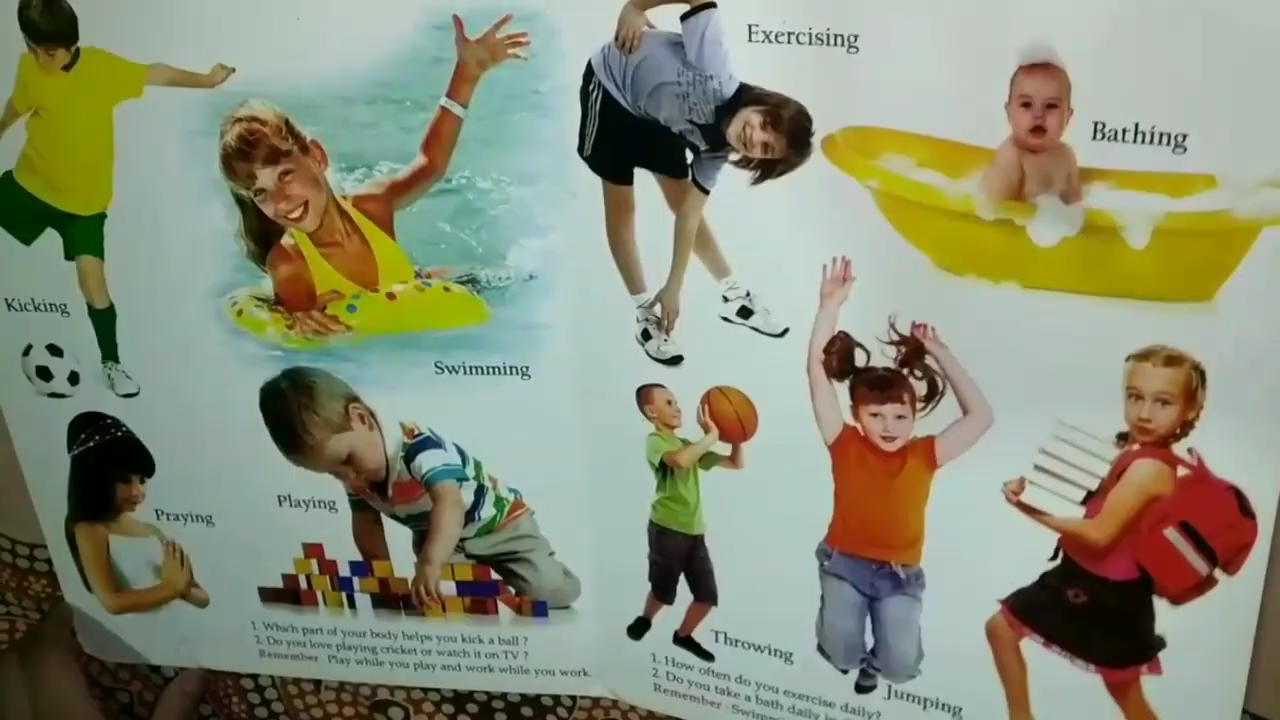 Kicking
Swimming
Praying
Playing
1. Which part of your body helps you kick a ball ?
2. Do you love playing cricket or watch it on TV ?
Remember Play while you play and work while you work
Exercising
Bathing
Throwing
Jumping
1. How often do you exercise daily?
2. Do you take a bath daily
Remember